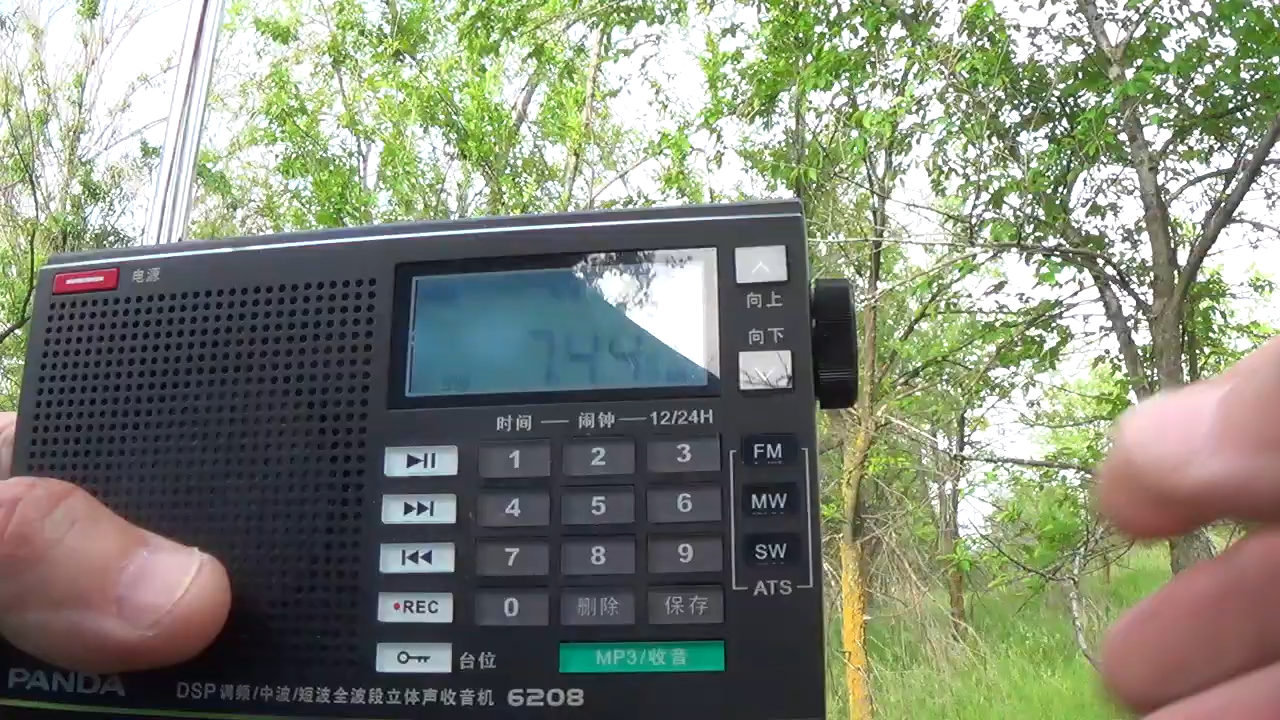 电源
744
向上
向下
时间 — 闹钟 — 12/24H
1 2 3 FM
4 5 6 MW
7 8 9 SW
•REC 0 删除 保存 ATS
台位 MP3/收音
PANDA DSP调频/中波/短波全波段立体声收音机 6208